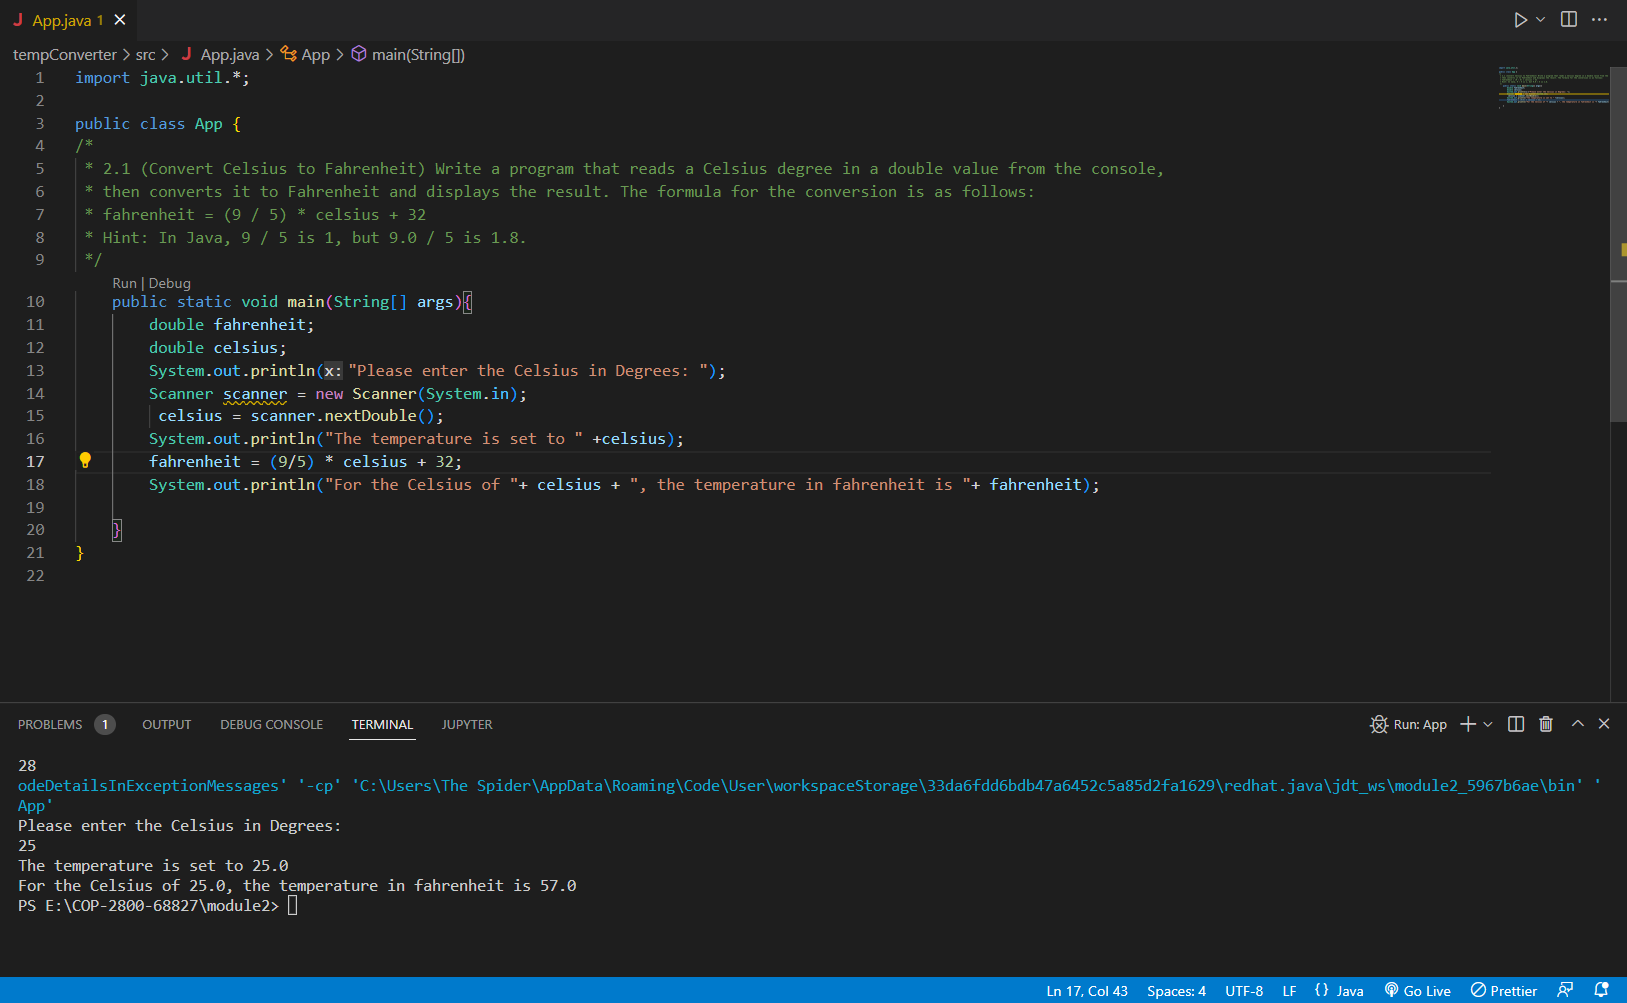 J App.java 1
tempConverter > src > J App.java > App > main(String[])
1 import java.util.*;
2
3 public class App {
4 /*
5 * 2.1 (Convert Celsius to Fahrenheit) Write a program that reads a Celsius degree in a double value from the console,
6 * then converts it to Fahrenheit and displays the result. The formula for the conversion is as follows:
7 * fahrenheit = (9 / 5) * celsius + 32
8 * Hint: In Java, 9 / 5 is 1, but 9.0 / 5 is 1.8.
9 */
Run | Debug
10 public static void main(String[] args){
11 double fahrenheit;
12 double celsius;
13 System.out.println(x: "Please enter the Celsius in Degrees: ");
14 Scanner scanner = new Scanner(System.in);
15 celsius = scanner.nextDouble();
16 System.out.println("The temperature is set to " +celsius);
17 fahrenheit = (9/5) * celsius + 32;
18 System.out.println("For the Celsius of "+ celsius + ", the temperature in fahrenheit is "+ fahrenheit);
19
20 }
21 }
22
PROBLEMS 1 OUTPUT DEBUG CONSOLE TERMINAL JUPYTER Run: App
28
odeDetailsInExceptionMessages' '-cp' 'C:\Users\The Spider\AppData\Roaming\Code\User\workspaceStorage\33da6fdd6bdb47a6452c5a85d2fa1629\redhat.java\jdt_ws\module2_5967b6ae\bin' '
App'
Please enter the Celsius in Degrees:
25
The temperature is set to 25.0
For the Celsius of 25.0, the temperature in fahrenheit is 57.0
PS E:\COP-2800-68827\module2>
Ln 17, Col 43 Spaces: 4 UTF-8 LF {} Java Go Live Prettier